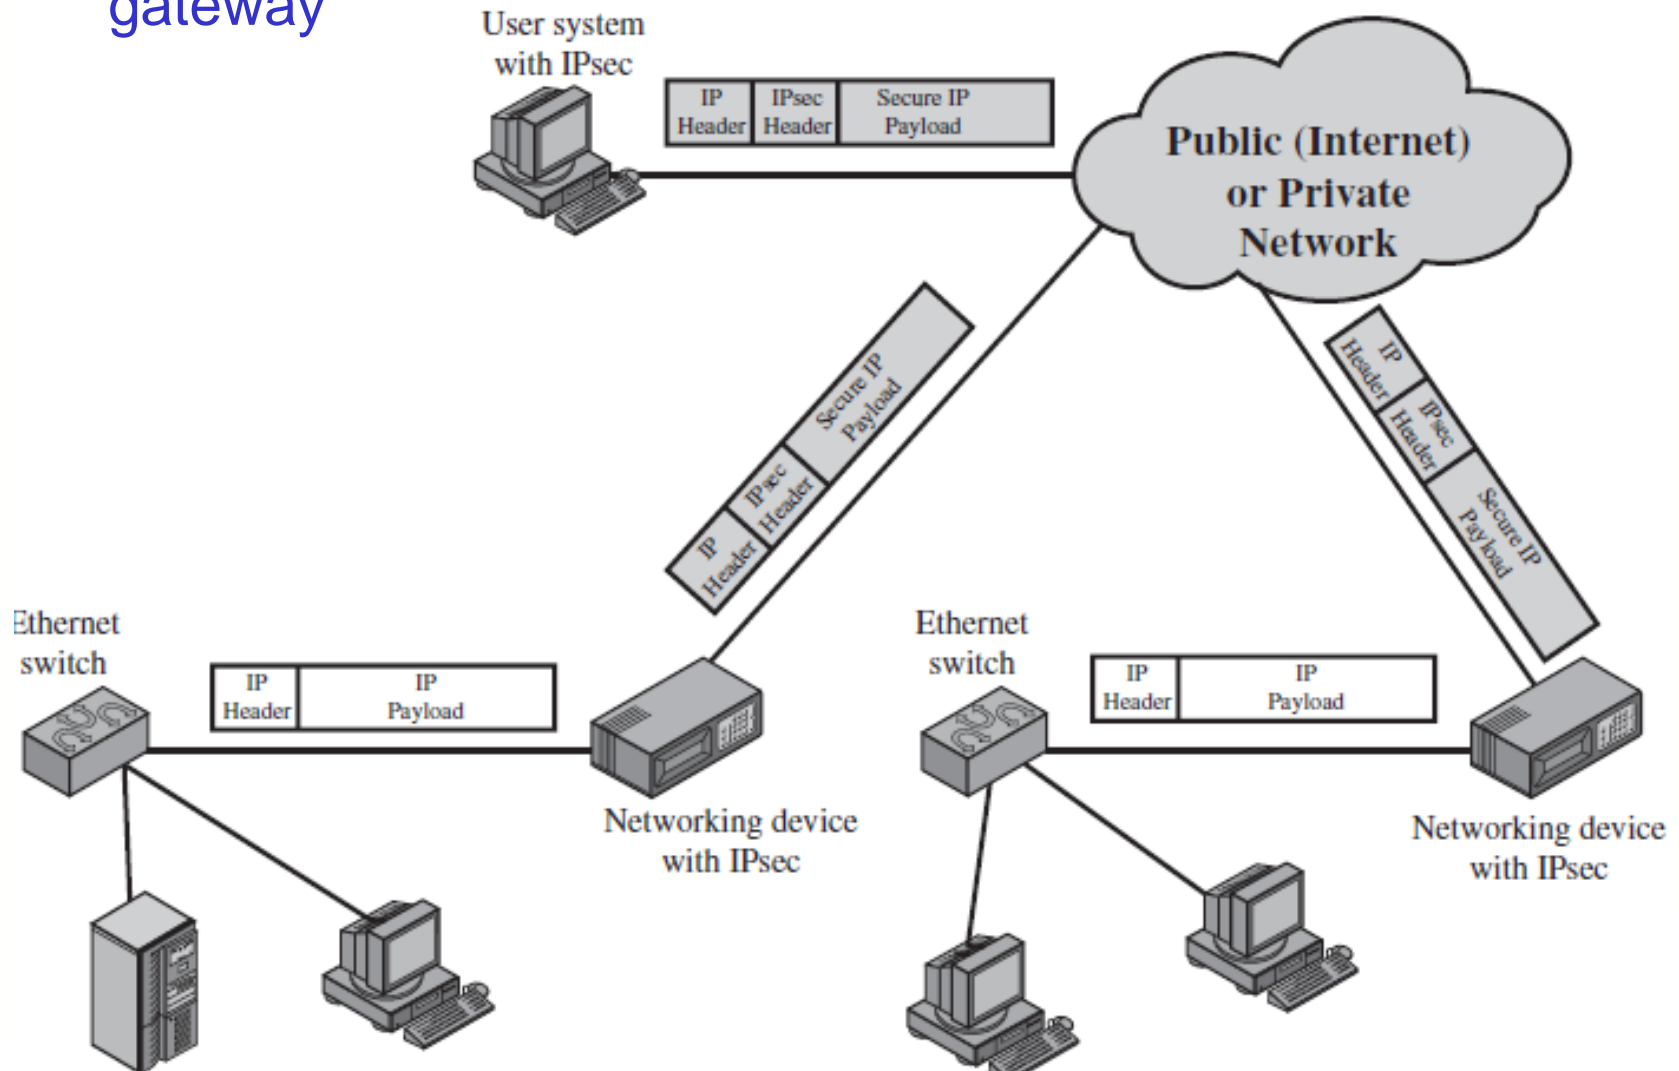 gateway
User system
with IPsec
IP
Header
IPsec
Header
Secure IP
Payload
Public (Internet)
or Private
Network
Secure IP
Payload
IPsec
Header
IP
Header
IP
Header
IPsec
Header
Secure IP
Payload
Ethernet
switch
IP
Header
IP
Payload
Networking device
with IPsec
Ethernet
switch
IP
Header
IP
Payload
Networking device
with IPsec